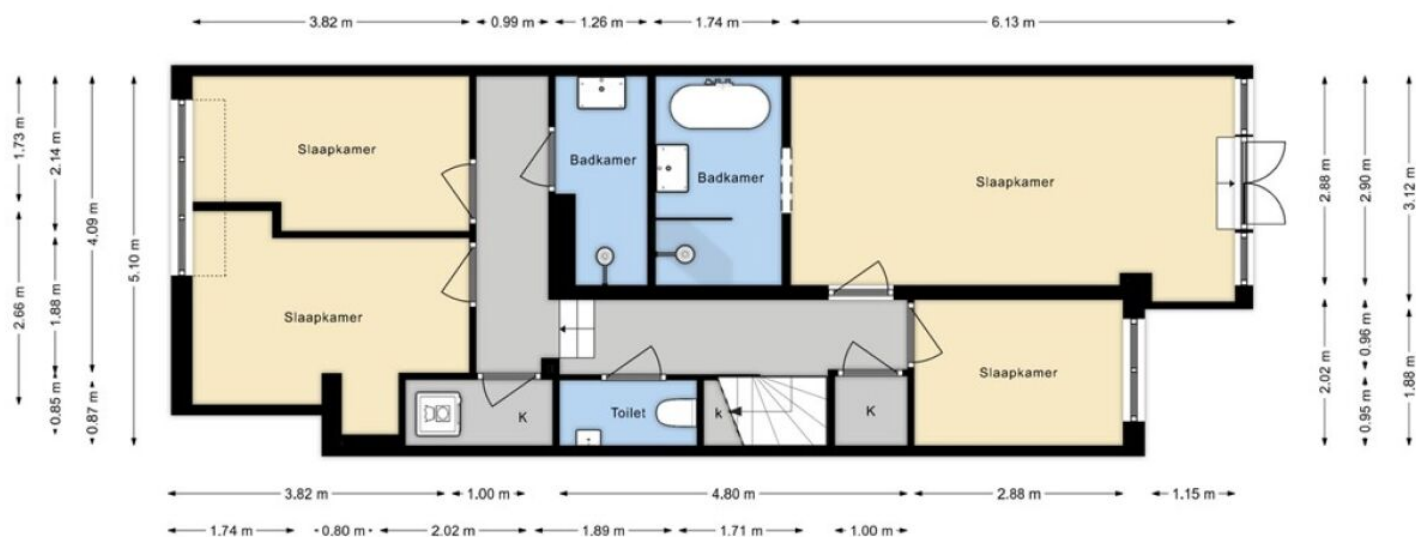 3.82 m
0.99 m
1.26 m
1.74 m
6.13 m
1.73 m
2.14 m
4.09 m
5.10 m
2.66 m
1.88 m
0.85 m
0.87 m
Slaapkamer
Badkamer
Badkamer
Slaapkamer
Slaapkamer
Slaapkamer
K
Toilet
k
K
2.88 m
2.90 m
3.12 m
2.02 m
0.96 m
0.95 m
1.88 m
3.82 m
1.00 m
4.80 m
2.88 m
1.15 m
1.74 m
0.80 m
2.02 m
1.89 m
1.71 m
1.00 m